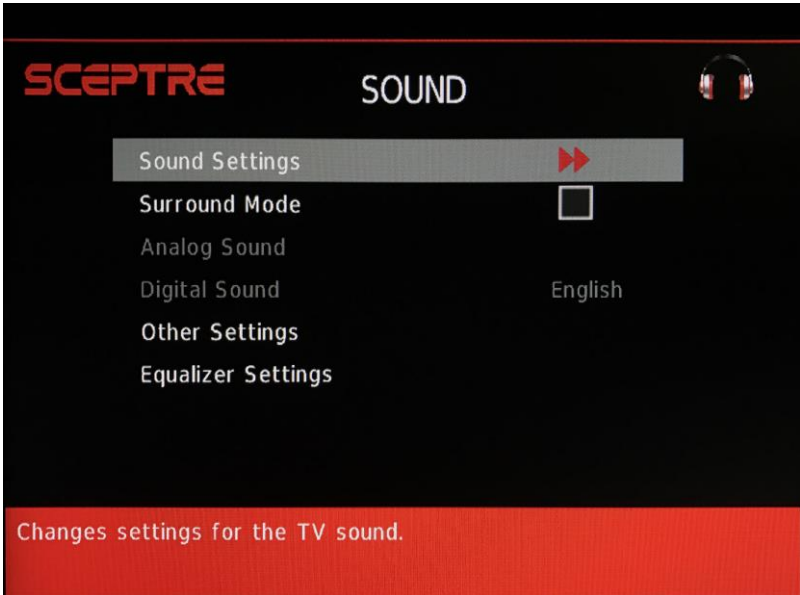 SCEPTRE
SOUND
Sound Settings
Surround Mode
Analog Sound
Digital Sound English
Other Settings
Equalizer Settings
Changes settings for the TV sound.